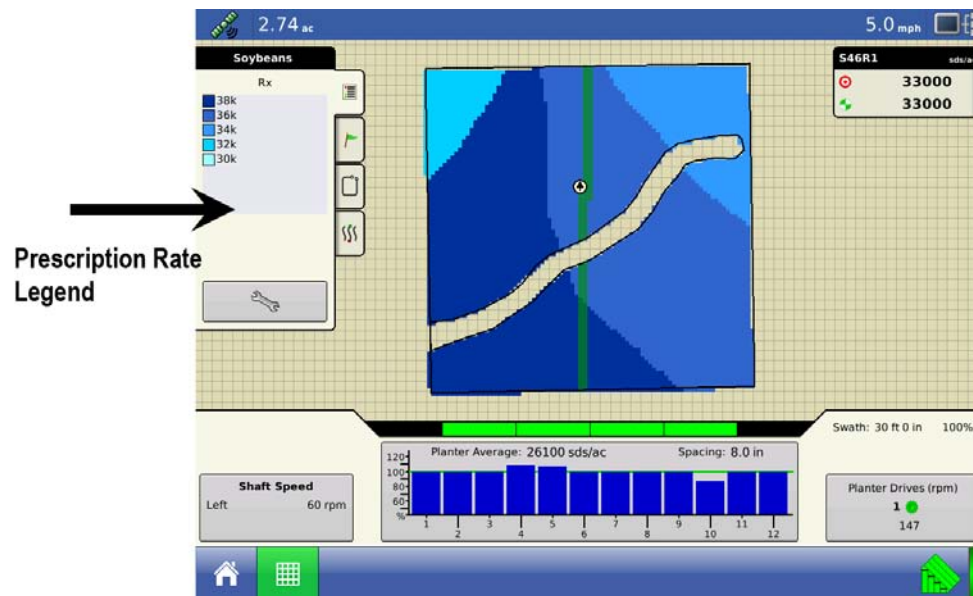 2.74 ac
5.0 mph
Soybeans
Rx
38k
36k
34k
32k
30k
S46R1 sds/a
33000
33000
Prescription Rate
Legend
Swath: 30 ft 0 in 100%
Planter Average: 26100 sds/ac Spacing: 8.0 in
120
100
80
60
%
1 2 3 4 5 6 7 8 9 10 11 12
Shaft Speed
Left 60 rpm
Planter Drives (rpm)
1
147